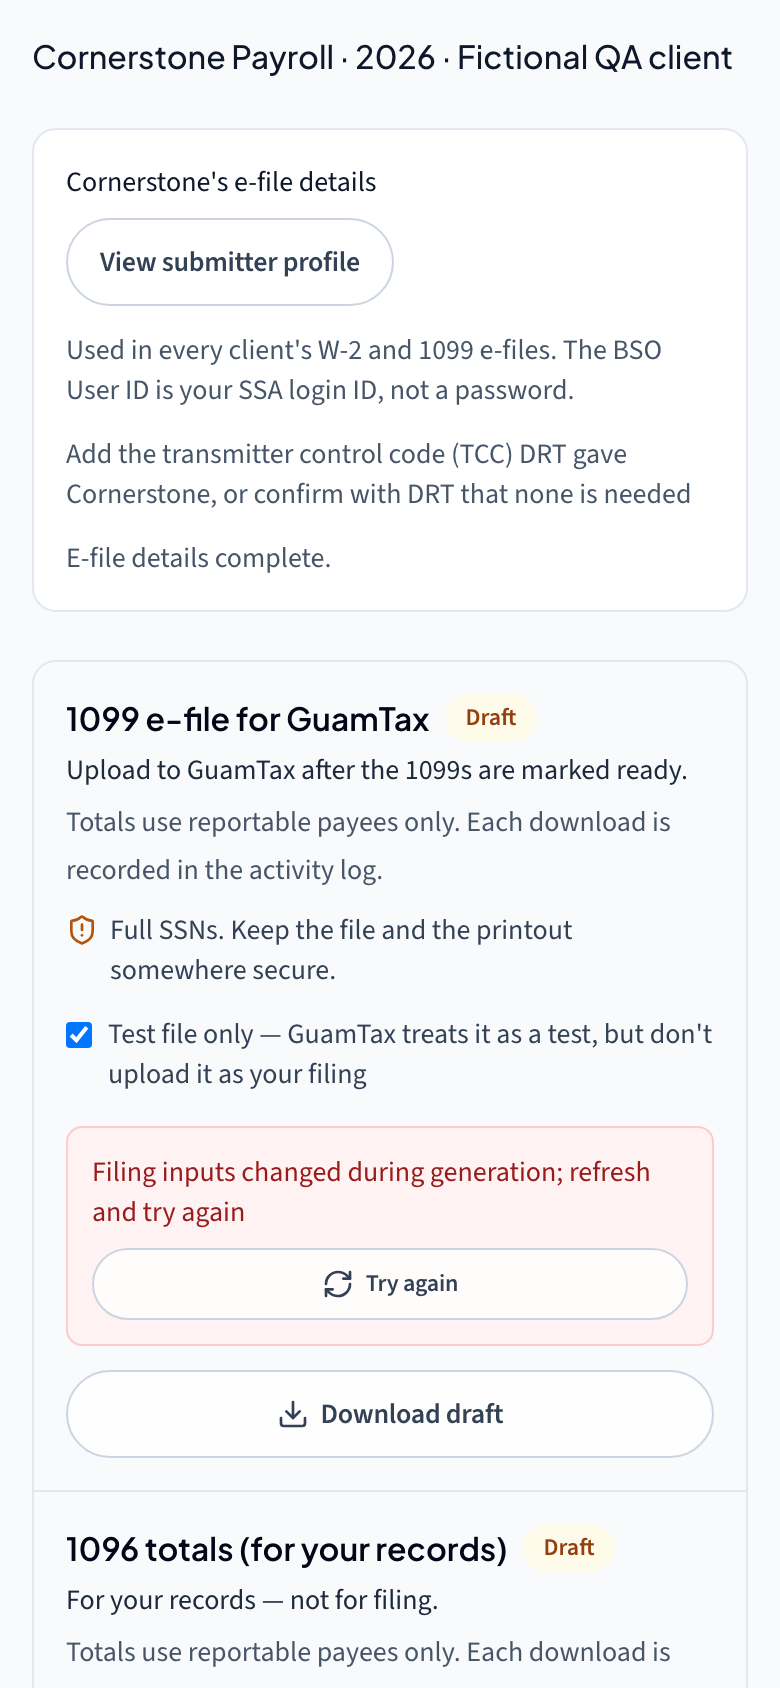 Cornerstone Payroll · 2026 · Fictional QA client
Cornerstone's e-file details
View submitter profile
Used in every client's W-2 and 1099 e-files. The BSO
User ID is your SSA login ID, not a password.
Add the transmitter control code (TCC) DRT gave
Cornerstone, or confirm with DRT that none is needed
E-file details complete.
1099 e-file for GuamTax Draft
Upload to GuamTax after the 1099s are marked ready.
Totals use reportable payees only. Each download is
recorded in the activity log.
Full SSNs. Keep the file and the printout
somewhere secure.
Test file only — GuamTax treats it as a test, but don't
upload it as your filing
Filing inputs changed during generation; refresh
and try again
Try again
Download draft
1096 totals (for your records) Draft
For your records — not for filing.
Totals use reportable payees only. Each download is